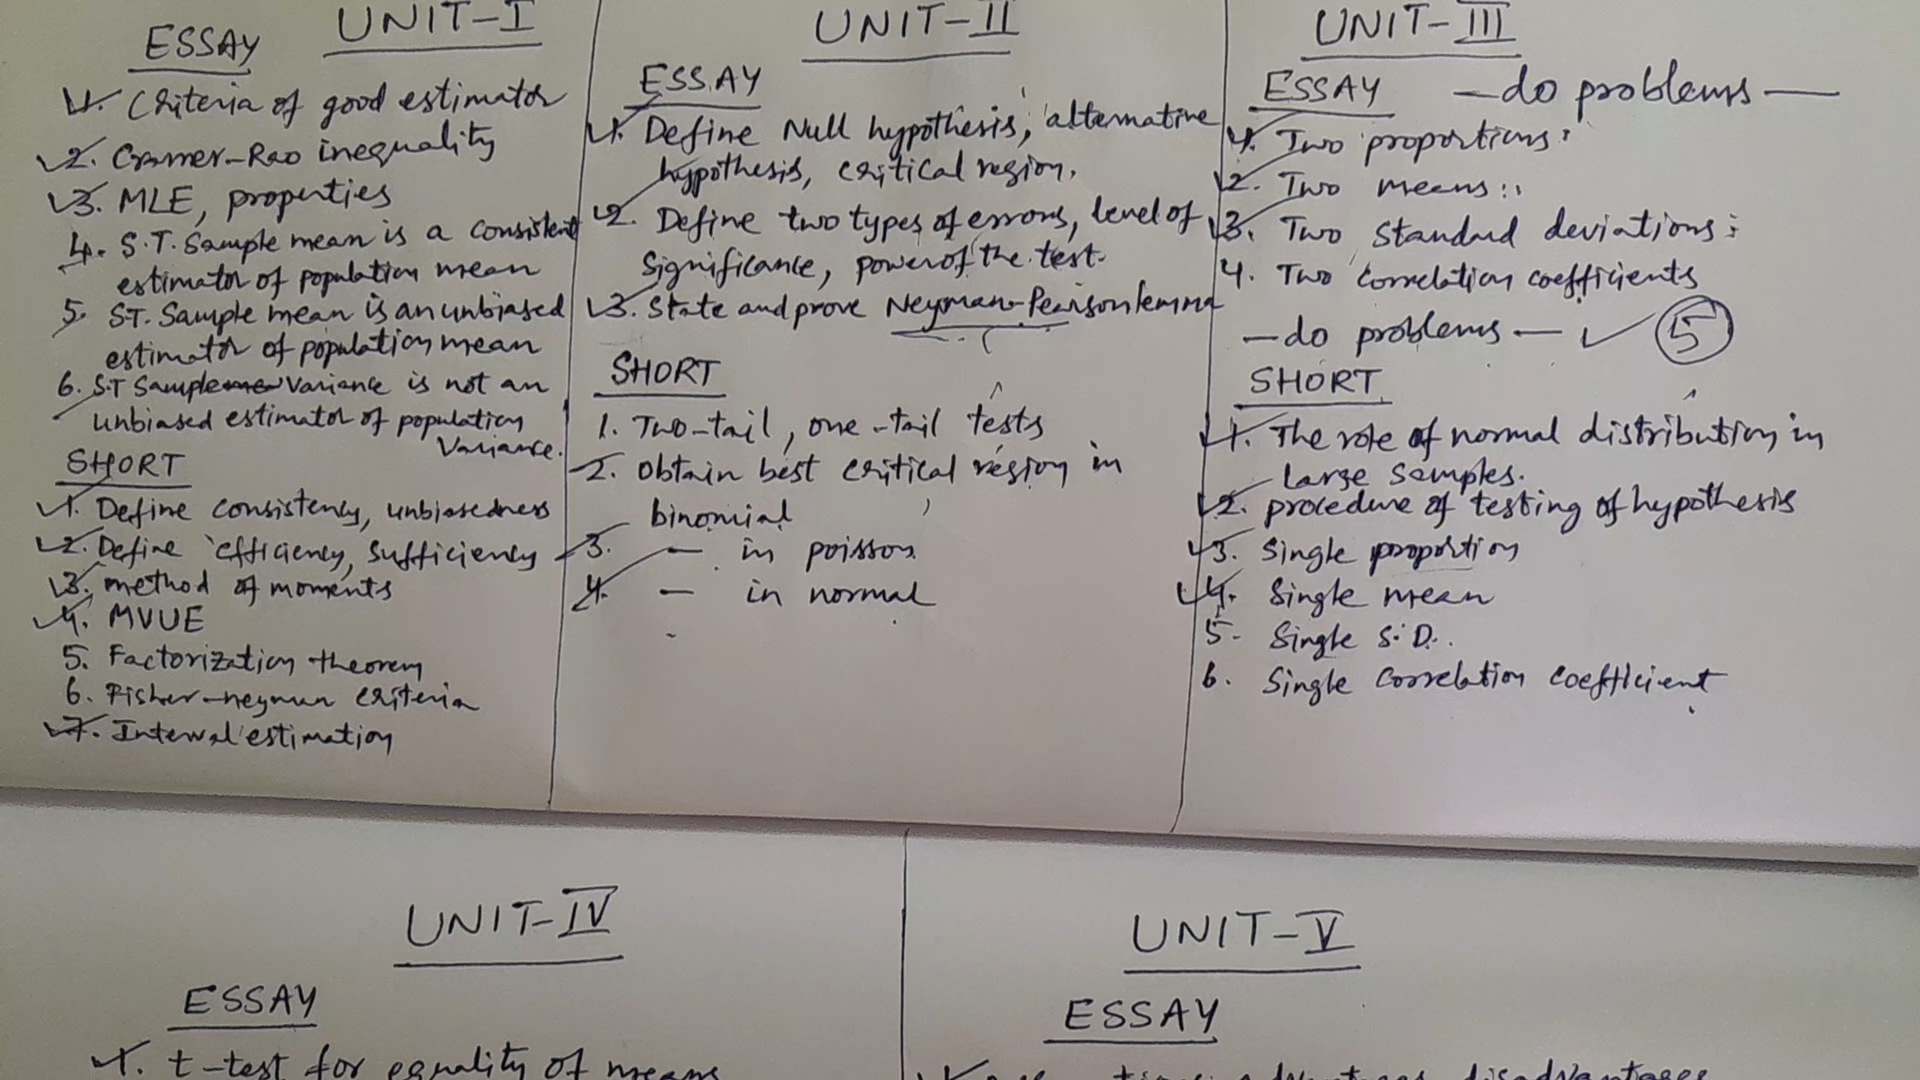 UNIT-I
ESSAY
1. Criteria of good estimator
2. Cramer-Rao inequality
3. MLE, properties
4. S.T. Sample mean is a consistent
estimator of population mean
5. S.T. Sample mean is an unbiased
estimator of population mean
6. S.T Sample Variance is not an
unbiased estimator of population
Variance.
SHORT
1. Define consistency, unbiasedness
2. Define efficiency, sufficiency
3. method of moments
4. MVUE
5. Factorization theorem
6. Fisher-neyman criteria
7. Interval estimation
UNIT-II
ESSAY
1. Define Null hypothesis, alternative
hypothesis, critical region.
2. Define two types of errors, level of
significance, power of the test.
3. State and prove Neyman-Pearson lemma
SHORT
1. Two-tail, one-tail tests
2. Obtain best critical region in
binomial
3. — in poisson
4. — in normal
UNIT-III
ESSAY —do problems—
1. Two proportions:
2. Two means:
3. Two Standard deviations:
4. Two correlation coefficients
—do problems— ✓ 5
SHORT
1. The role of normal distribution in
Large Samples.
2. procedure of testing of hypothesis
3. Single proportion
4. Single mean
5. Single S.D.
6. Single correlation coefficient
UNIT-IV
ESSAY
1. t-test for equality of means
UNIT-V
ESSAY
advantages, disadvantages